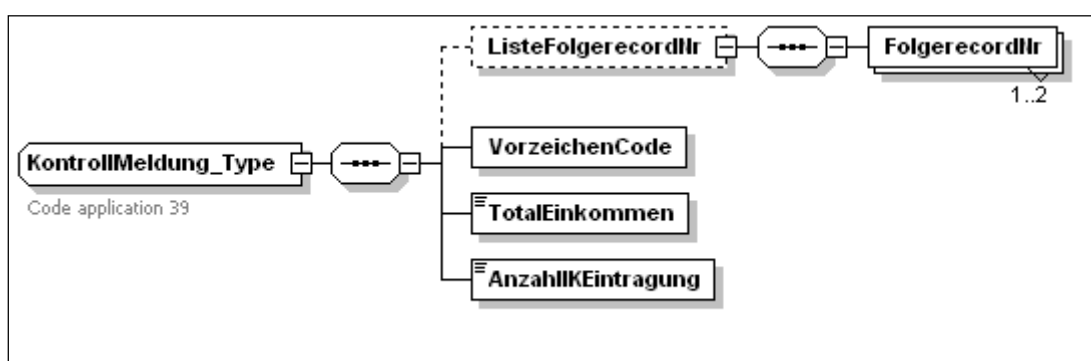 ListeFolgerecordNr
FolgerecordNr
1..2
VorzeichenCode
KontrollMeldung_Type
Code application 39
TotalEinkommen
AnzahlIKEintragung